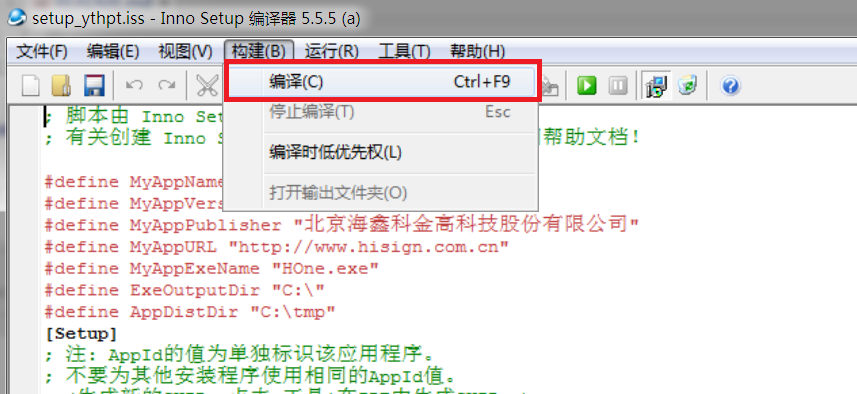 setup_ythpt.iss - Inno Setup 编译器 5.5.5 (a)
文件(F) 编辑(E) 视图(V) 构建(B) 运行(R) 工具(T) 帮助(H)
编译(C) Ctrl+F9
停止编译(T) Esc
编译时低优先权(L)
打开输出文件夹(O)
; 脚本由 Inno Set
; 有关创建 Inno S 帮助文档!
#define MyAppName
#define MyAppVers
#define MyAppPublisher "北京海鑫科金高科技股份有限公司"
#define MyAppURL "http://www.hisign.com.cn"
#define MyAppExeName "HOne.exe"
#define ExeOutputDir "C:\"
#define AppDistDir "C:\tmp"
[Setup]
; 注: AppId的值为单独标识该应用程序。
; 不要为其他安装程序使用相同的AppId值。